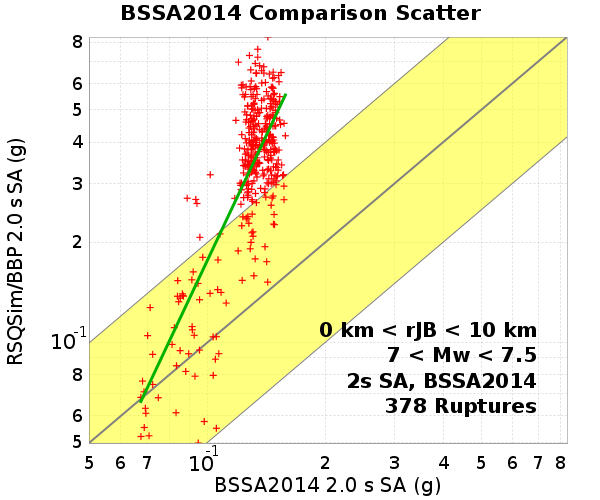 BSSA2014 Comparison Scatter
RSQSim/BBP 2.0 s SA (g)
8
6
5
4
3
2
10-1
8
7
6
5
0 km < rJB < 10 km
7 < Mw < 7.5
2s SA, BSSA2014
378 Ruptures
5 6 7 10-1 2 3 4 5 6 7 8
BSSA2014 2.0 s SA (g)